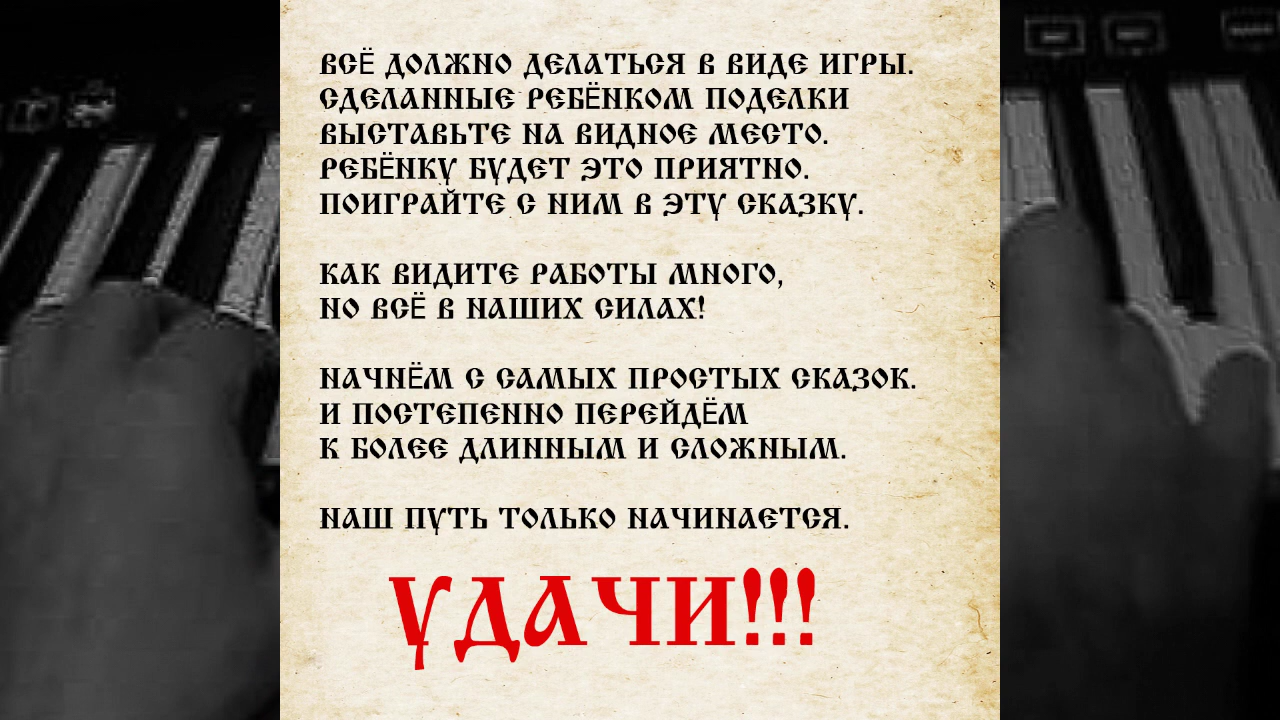 ВСЁ ДОЛЖНО ДЕЛАТЬСЯ В ВИДЕ ИГРЫ.
СДЕЛАННЫЕ РЕБЁНКОМ ПОДЕЛКИ
ВЫСТАВЬТЕ НА ВИДНОЕ МЕСТО.
РЕБЁНКУ БУДЕТ ЭТО ПРИЯТНО.
ПОИГРАЙТЕ С НИМ В ЭТУ СКАЗКУ.
КАК ВИДИТЕ РАБОТЫ МНОГО,
НО ВСЁ В НАШИХ СИЛАХ!
НАЧНЁМ С САМЫХ ПРОСТЫХ СКАЗОК.
И ПОСТЕПЕННО ПЕРЕЙДЁМ
К БОЛЕЕ ДЛИННЫМ И СЛОЖНЫМ.
НАШ ПУТЬ ТОЛЬКО НАЧИНАЕТСЯ.
УДАЧИ!!!